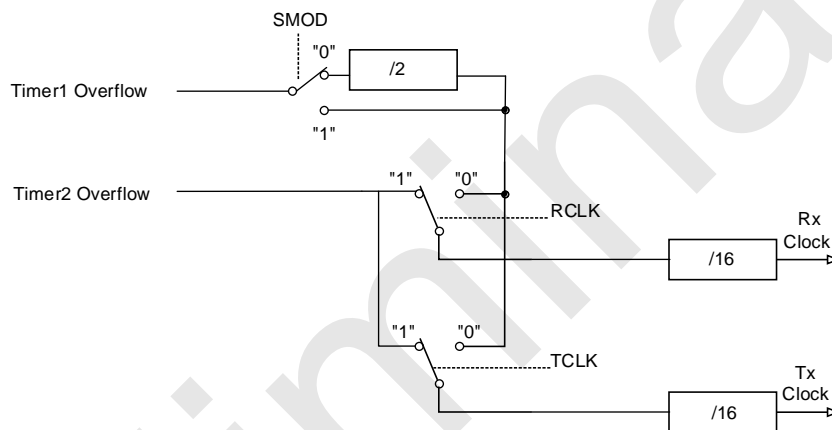 SMOD
"0"
/2
Timer1 Overflow
"1"
Timer2 Overflow
"1" "0"
RCLK
Rx
Clock
/16
"1" "0"
TCLK
Tx
Clock
/16